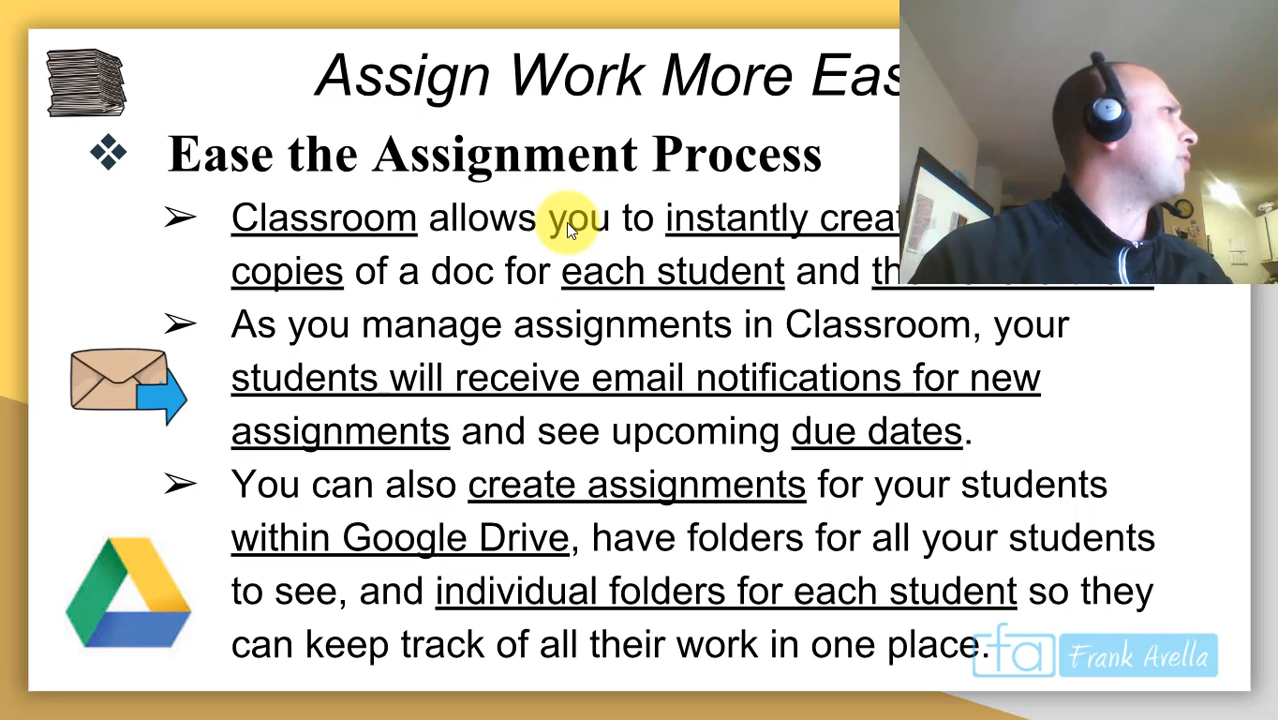 Assign Work More Eas
Ease the Assignment Process
Classroom allows you to instantly creat
copies of a doc for each student and
As you manage assignments in Classroom, your
students will receive email notifications for new
assignments and see upcoming due dates.
You can also create assignments for your students
within Google Drive, have folders for all your students
to see, and individual folders for each student so they
can keep track of all their work in one place.
fa Frank Avella